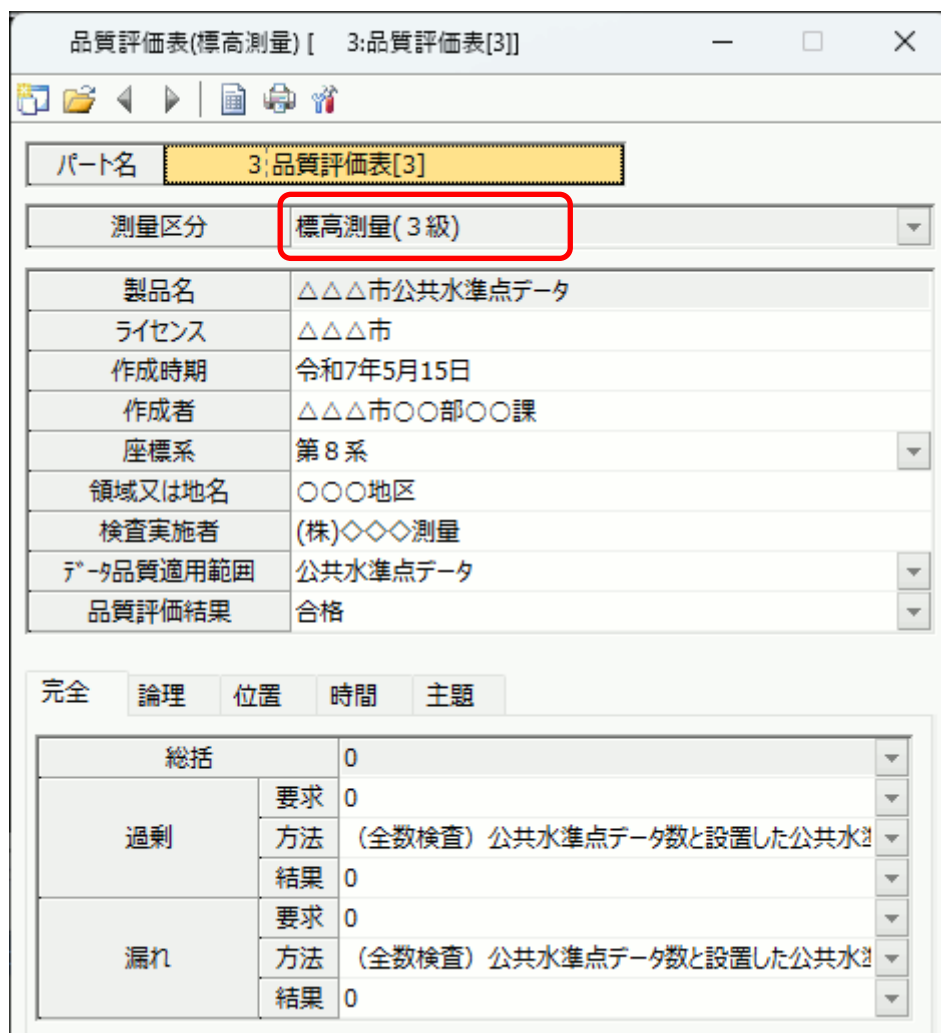 品質評価表(標高測量) [ 3:品質評価表[3]]
パート名 3 品質評価表[3]
測量区分 標高測量(３級)
製品名 △△△市公共水準点データ
ライセンス △△△市
作成時期 令和7年5月15日
作成者 △△△市○○部○○課
座標系 第８系
領域又は地名 ○○○地区
検査実施者 (株)◇◇◇測量
ﾃﾞｰﾀ品質適用範囲 公共水準点データ
品質評価結果 合格
完全 論理 位置 時間 主題
総括 0
過剰 要求 0
方法 （全数検査）公共水準点データ数と設置した公共水
結果 0
漏れ 要求 0
方法 （全数検査）公共水準点データ数と設置した公共水
結果 0